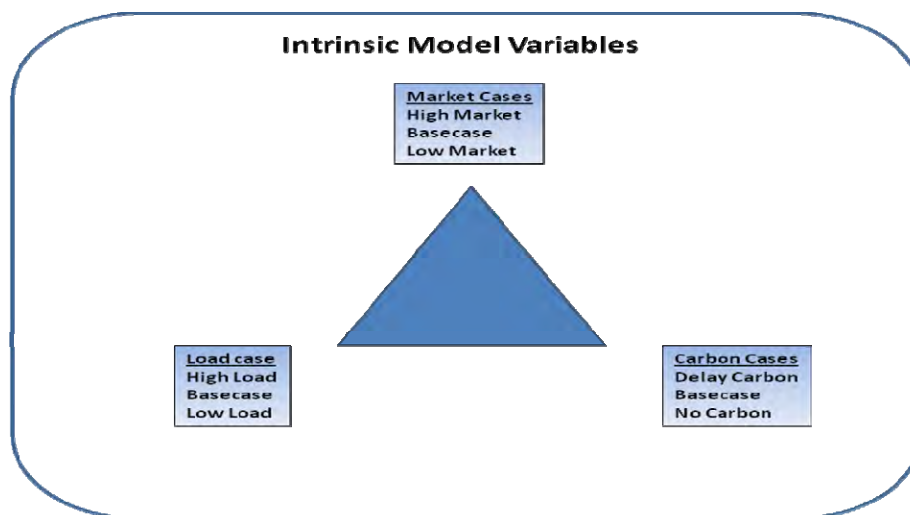 Intrinsic Model Variables
Market Cases
High Market
Basecase
Low Market
Load case
High Load
Basecase
Low Load
Carbon Cases
Delay Carbon
Basecase
No Carbon